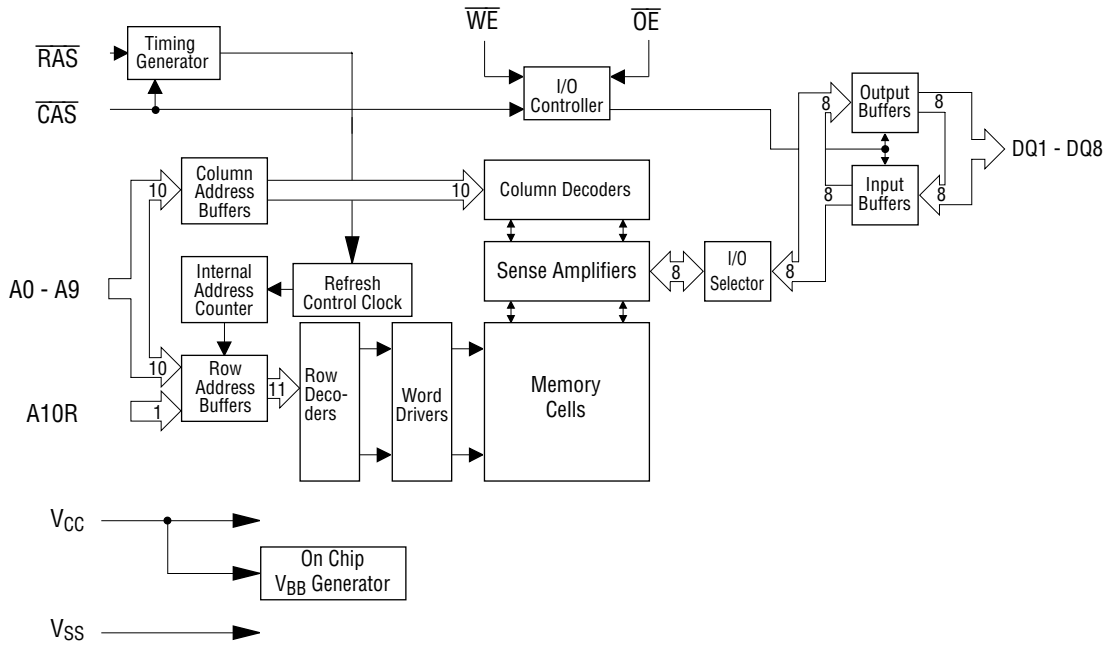 WE
OE
RAS
Timing
Generator
I/O
Controller
CAS
8
Output
Buffers
8
DQ1 - DQ8
10
Column
Address
Buffers
10
Column Decoders
8
Input
Buffers
8
A0 - A9
Internal
Address
Counter
Refresh
Control Clock
Sense Amplifiers
8
I/O
Selector
8
10
Row
Address
Buffers
11
Row
Deco-
ders
Word
Drivers
Memory
Cells
A10R
1
VCC
On Chip
VBB Generator
VSS